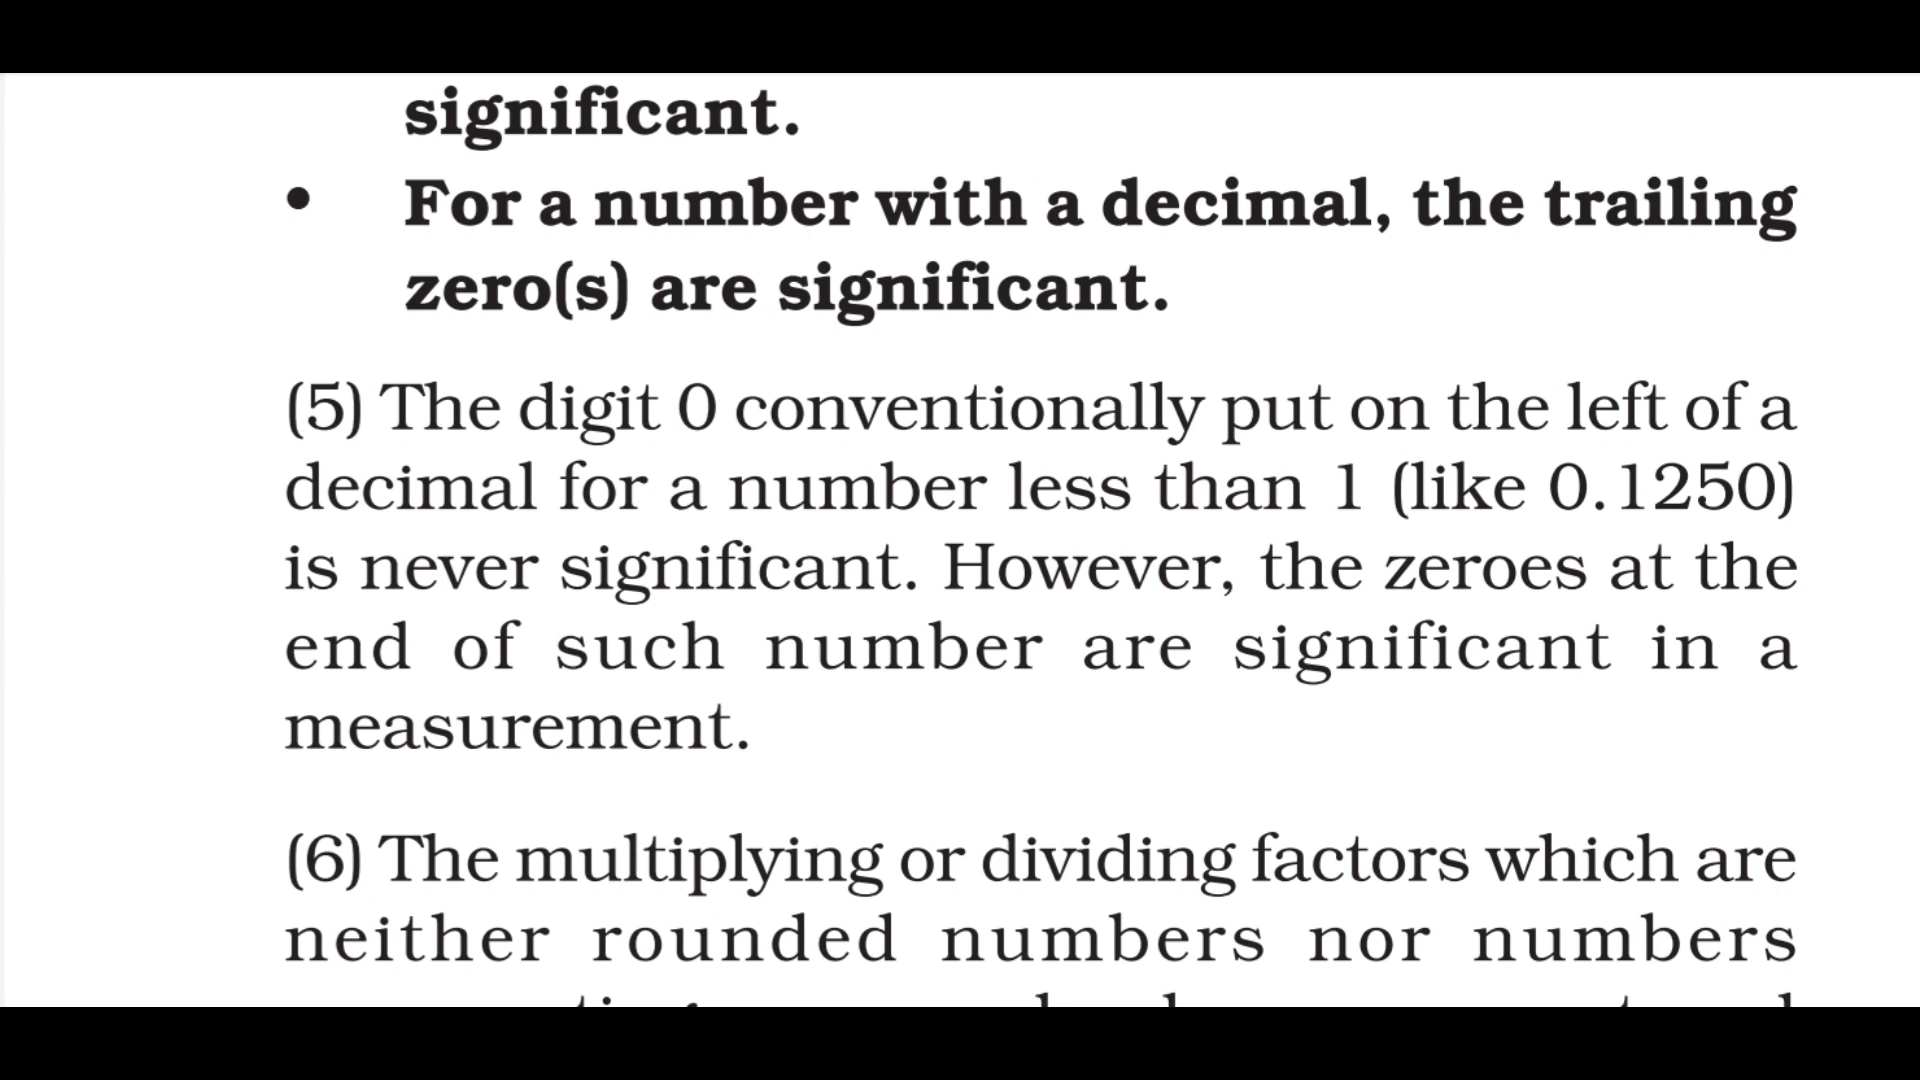 significant.
• For a number with a decimal, the trailing
zero(s) are significant.
(5) The digit 0 conventionally put on the left of a
decimal for a number less than 1 (like 0.1250)
is never significant. However, the zeroes at the
end of such number are significant in a
measurement.
(6) The multiplying or dividing factors which are
neither rounded numbers nor numbers